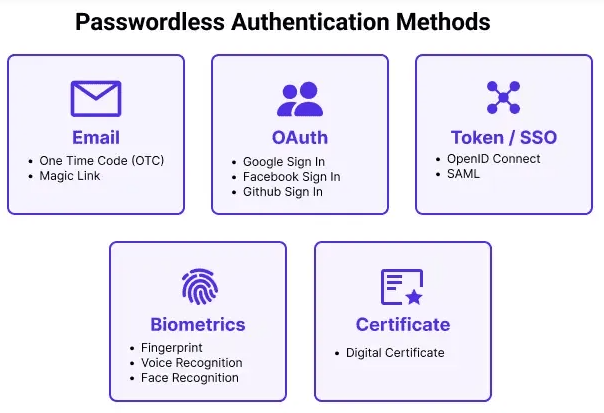 Passwordless Authentication Methods
Email
• One Time Code (OTC)
• Magic Link
OAuth
• Google Sign In
• Facebook Sign In
• Github Sign In
Token / SSO
• OpenID Connect
• SAML
Biometrics
• Fingerprint
• Voice Recognition
• Face Recognition
Certificate
• Digital Certificate